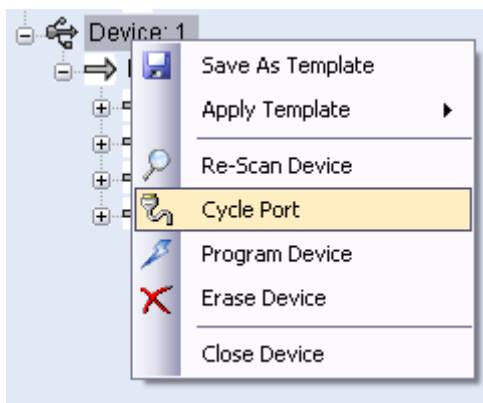 Device: 1
Save As Template
Apply Template
Re-Scan Device
Cycle Port
Program Device
Erase Device
Close Device